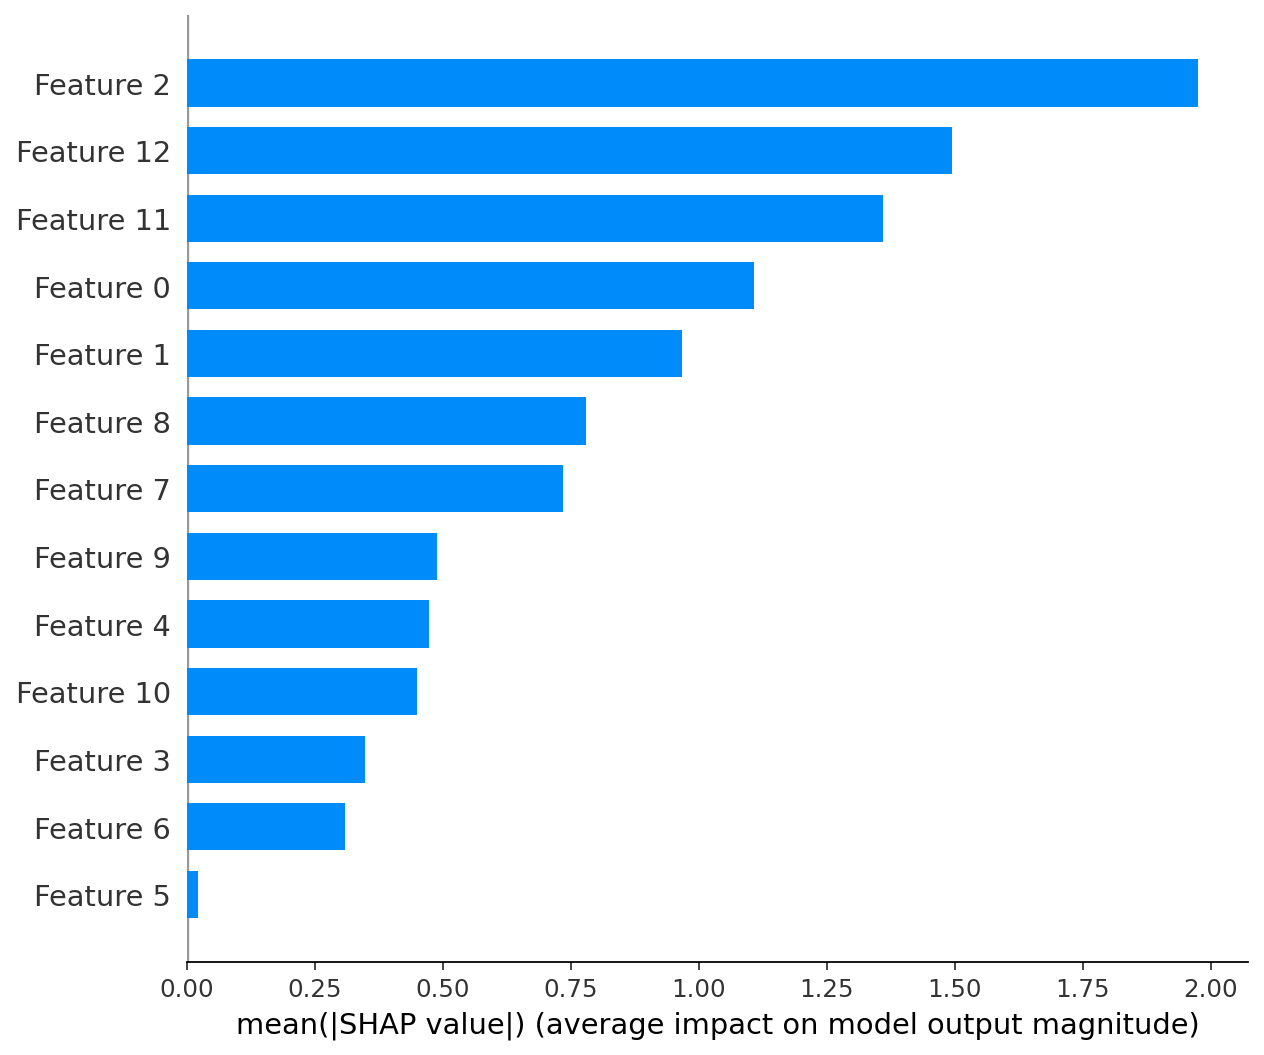 Feature 2
Feature 12
Feature 11
Feature 0
Feature 1
Feature 8
Feature 7
Feature 9
Feature 4
Feature 10
Feature 3
Feature 6
Feature 5
0.00 0.25 0.50 0.75 1.00 1.25 1.50 1.75 2.00
mean(|SHAP value|) (average impact on model output magnitude)